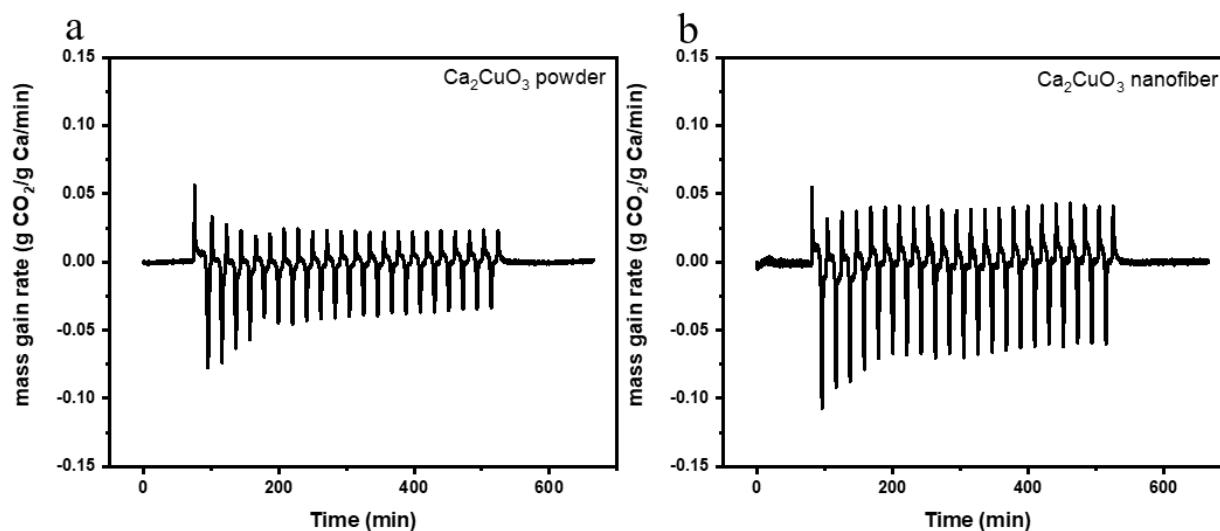 a
Ca₂CuO₃ powder
mass gain rate (g CO₂/g Ca/min)
0.15
0.10
0.05
0.00
-0.05
-0.10
-0.15
0
200
400
600
Time (min)
b
Ca₂CuO₃ nanofiber
mass gain rate (g CO₂/g Ca/min)
0.15
0.10
0.05
0.00
-0.05
-0.10
-0.15
0
200
400
600
Time (min)